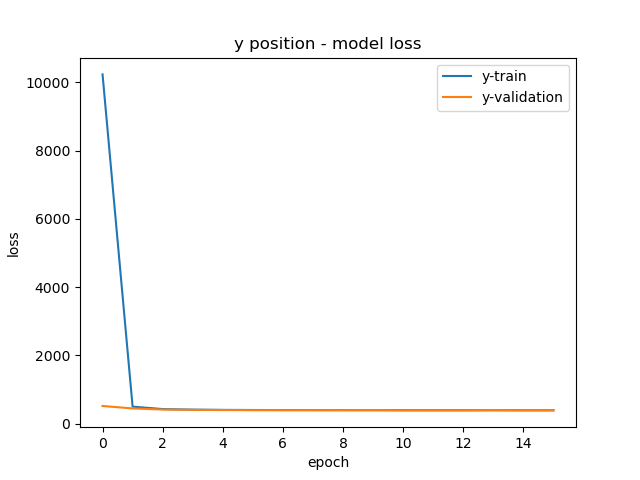 y position - model loss
y-train
y-validation
10000
8000
6000
4000
2000
0
loss
0 2 4 6 8 10 12 14
epoch